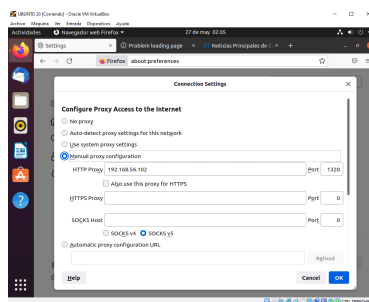 UBUNTU 20 [Corriendo] - Oracle VM VirtualBox
Archivo Máquina Ver Entrada Dispositivos Ayuda
Actividades Navegador web Firefox 27 de may 02:05
Settings × Problem loading page × Noticias Principales de × +
Firefox about:preferences
Connection Settings
Configure Proxy Access to the Internet
No proxy
Auto-detect proxy settings for this network
Use system proxy settings
Manual proxy configuration
HTTP Proxy 192.168.56.102 Port 1320
Also use this proxy for HTTPS
HTTPS Proxy Port 0
SOCKS Host Port 0
SOCKS v4 SOCKS v5
Automatic proxy configuration URL
Reload
Help Cancel OK